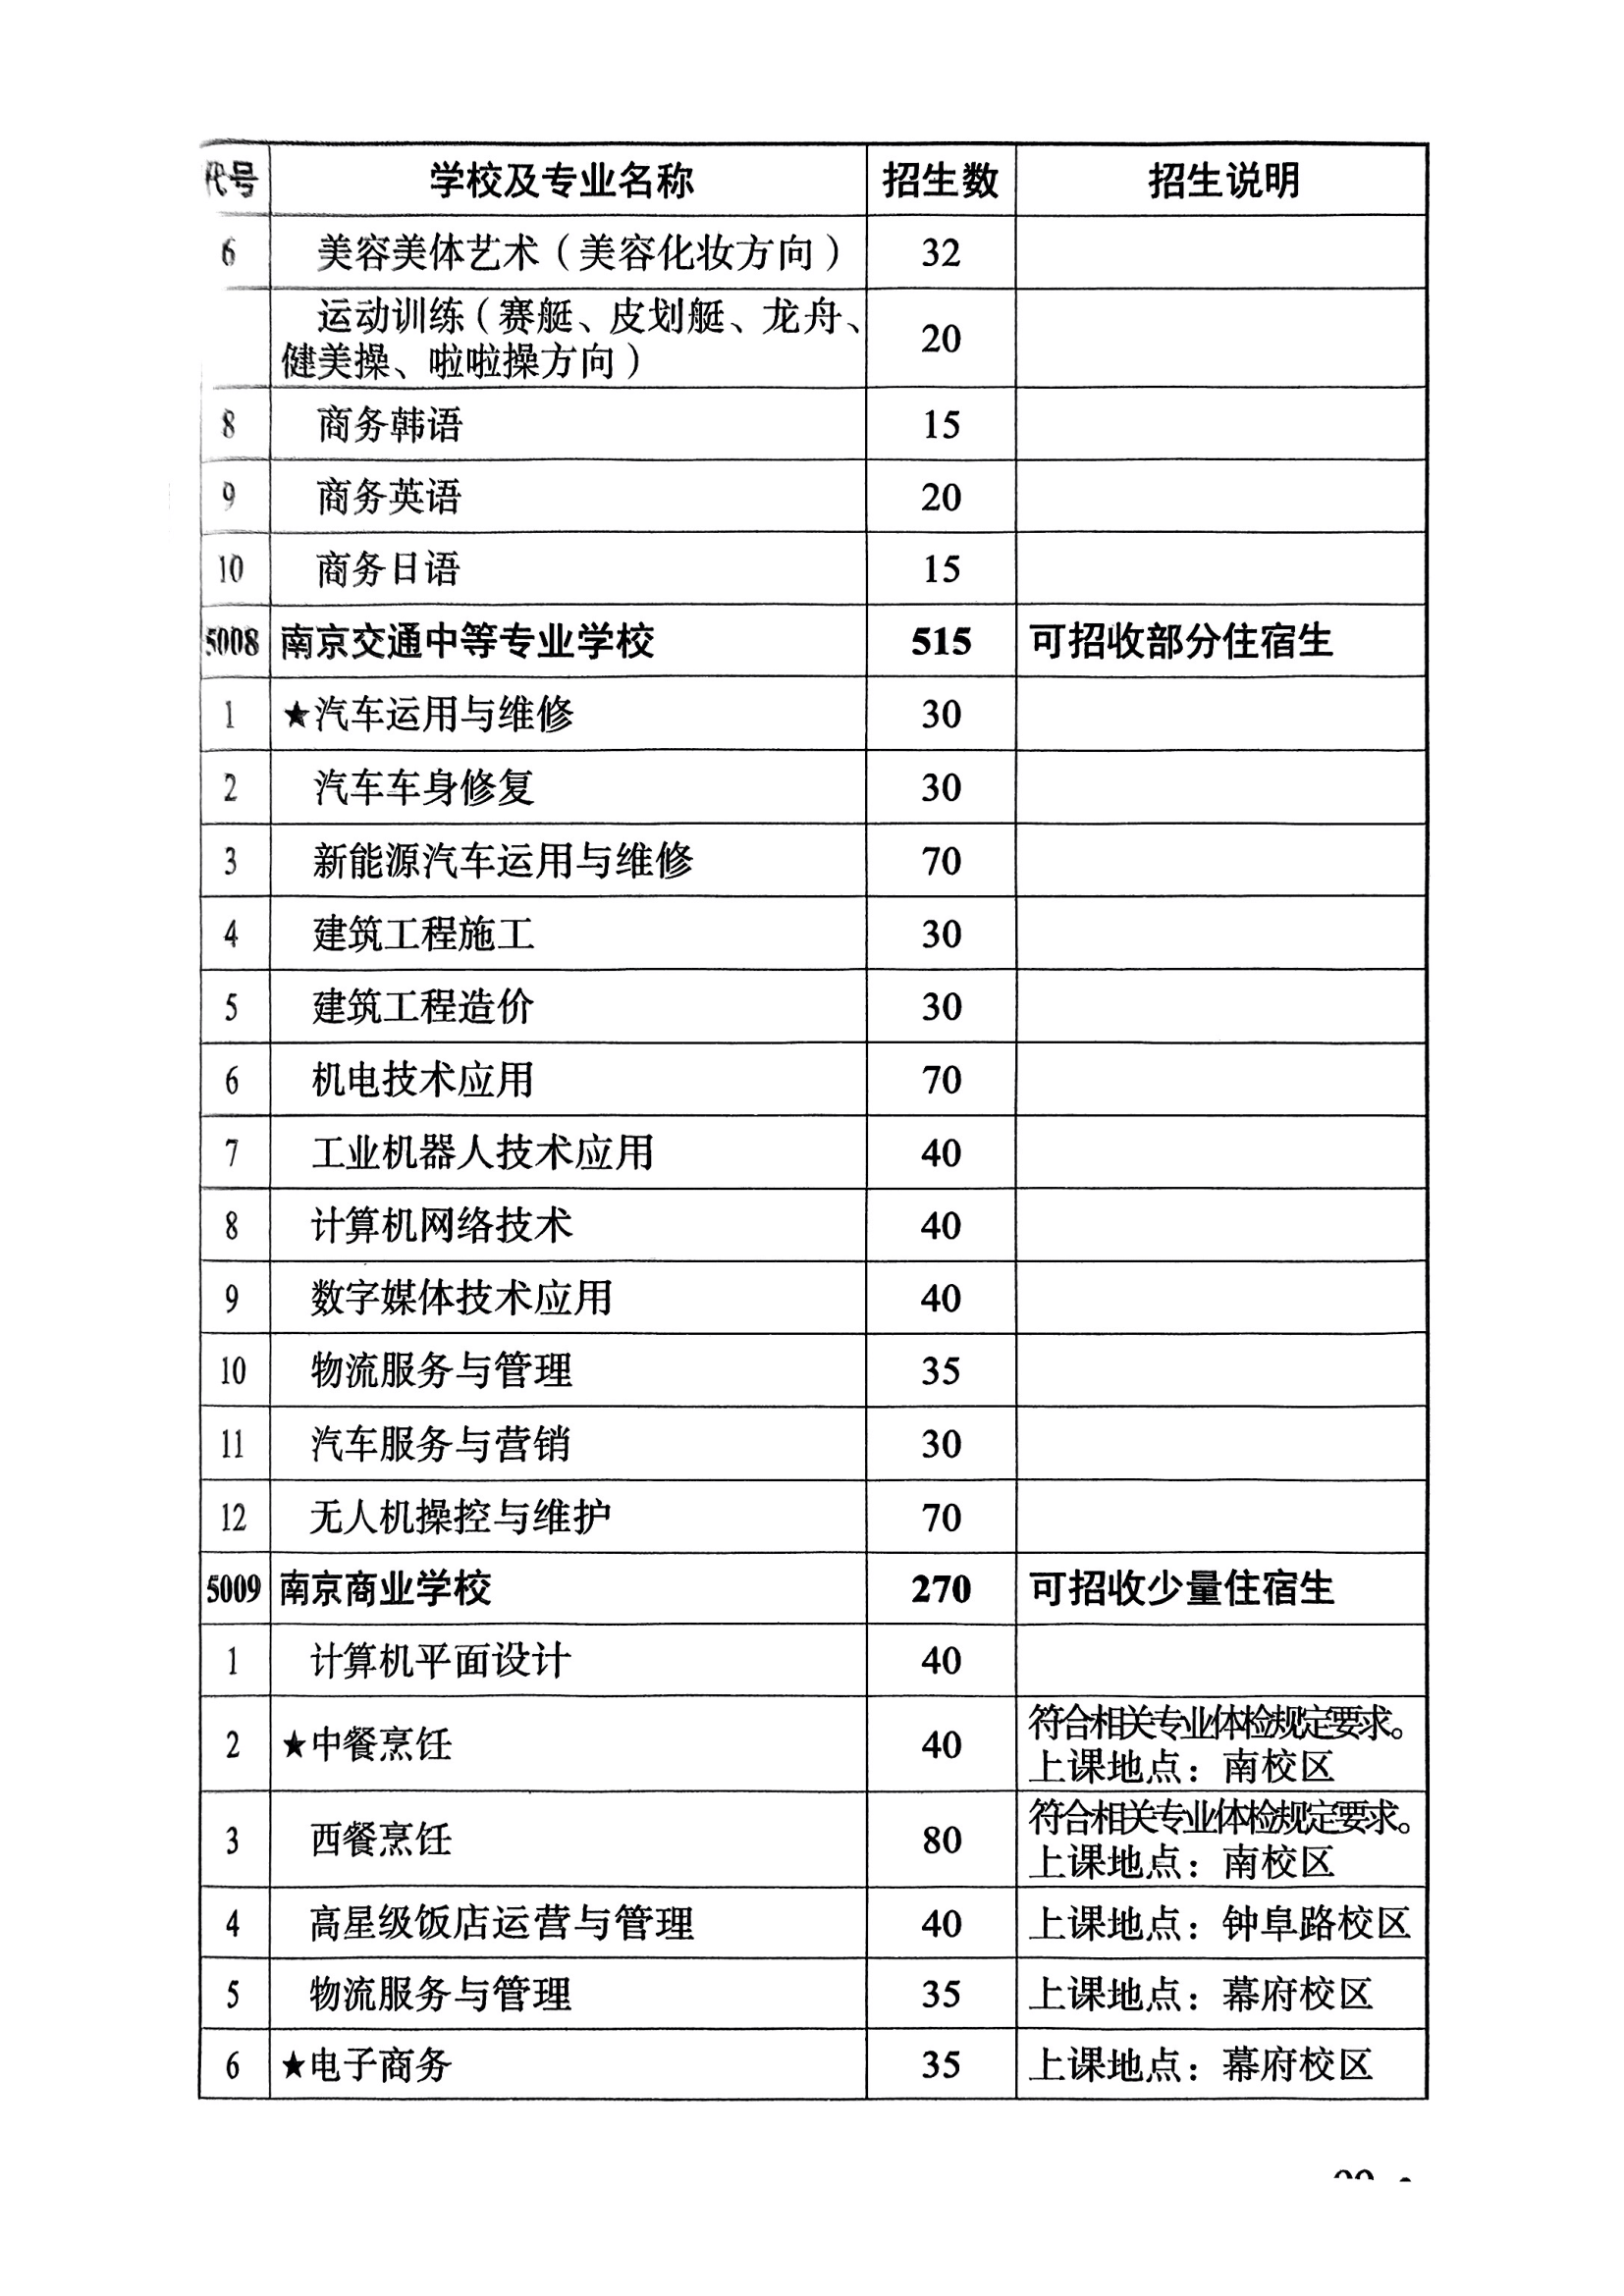 代号 学校及专业名称 招生数 招生说明
6 美容美体艺术（美容化妆方向） 32
运动训练（赛艇、皮划艇、龙舟、
健美操、啦啦操方向） 20
8 商务韩语 15
9 商务英语 20
10 商务日语 15
5008 南京交通中等专业学校 515 可招收部分住宿生
1 ★汽车运用与维修 30
2 汽车车身修复 30
3 新能源汽车运用与维修 70
4 建筑工程施工 30
5 建筑工程造价 30
6 机电技术应用 70
7 工业机器人技术应用 40
8 计算机网络技术 40
9 数字媒体技术应用 40
10 物流服务与管理 35
11 汽车服务与营销 30
12 无人机操控与维护 70
5009 南京商业学校 270 可招收少量住宿生
1 计算机平面设计 40
2 ★中餐烹饪 40 符合相关专业体检规定要求。
上课地点：南校区
3 西餐烹饪 80 符合相关专业体检规定要求。
上课地点：南校区
4 高星级饭店运营与管理 40 上课地点：钟阜路校区
5 物流服务与管理 35 上课地点：幕府校区
6 ★电子商务 35 上课地点：幕府校区